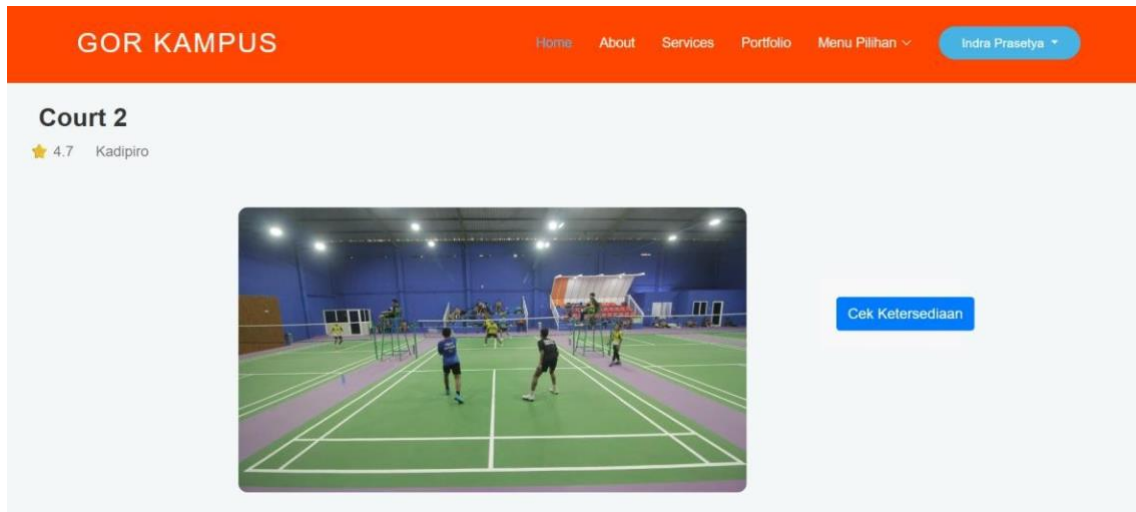 GOR KAMPUS
Home About Services Portfolio Menu Pilihan Indra Prasetya
Court 2
4.7 Kadipiro
Cek Ketersediaan